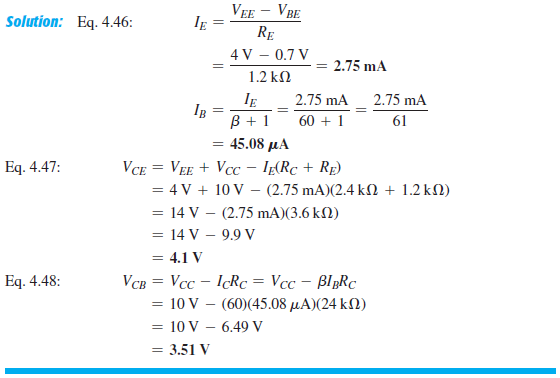 Solution: Eq. 4.46: I_E = (V_EE − V_BE) / R_E
= (4 V − 0.7 V) / 1.2 kΩ = 2.75 mA
I_B = I_E / (β + 1) = 2.75 mA / (60 + 1) = 2.75 mA / 61
= 45.08 μA
Eq. 4.47: V_CE = V_EE + V_CC − I_E(R_C + R_E)
= 4 V + 10 V − (2.75 mA)(2.4 kΩ + 1.2 kΩ)
= 14 V − (2.75 mA)(3.6 kΩ)
= 14 V − 9.9 V
= 4.1 V
Eq. 4.48: V_CB = V_CC − I_CR_C = V_CC − βI_BR_C
= 10 V − (60)(45.08 μA)(24 kΩ)
= 10 V − 6.49 V
= 3.51 V